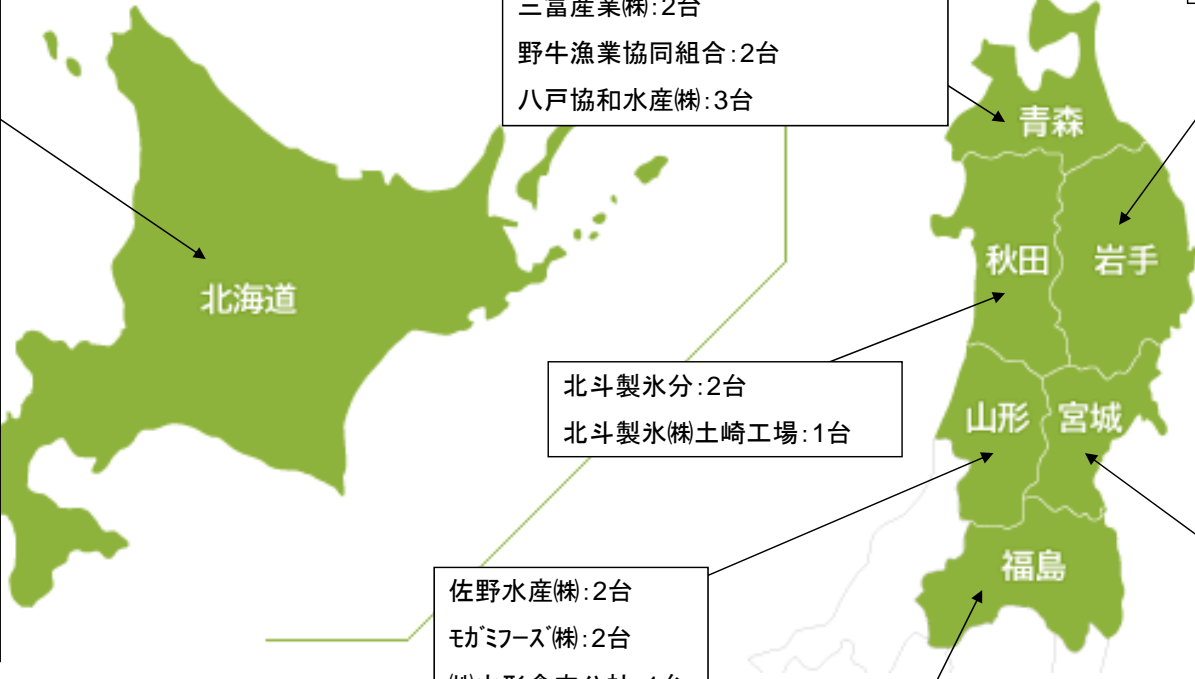 三富産業㈱:2台
野牛漁業協同組合:2台
八戸協和水産㈱:3台
青森
秋田
岩手
北海道
北斗製氷分:2台
北斗製氷㈱土崎工場:1台
山形
宮城
福島
佐野水産㈱:2台
ﾓｶﾞﾐﾌｰｽﾞ㈱:2台